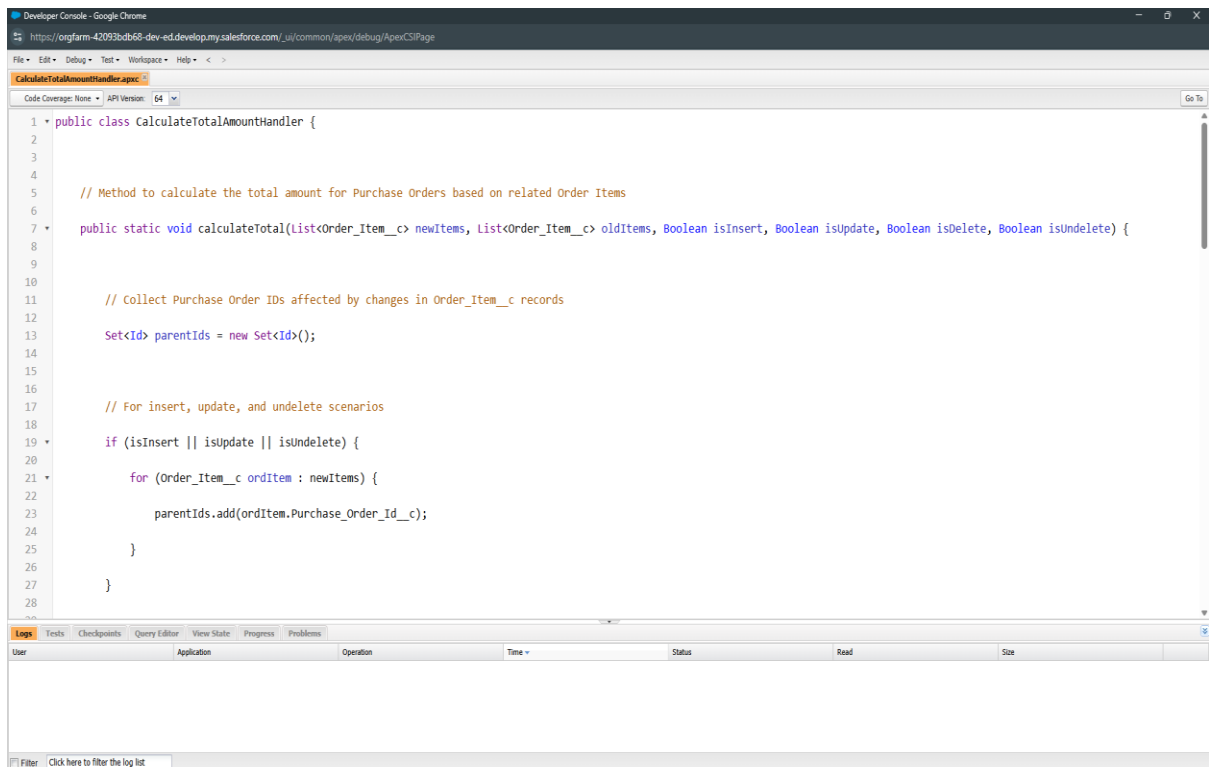 Developer Console - Google Chrome
https://orgfarm-42093bdb68-dev-ed.develop.my.salesforce.com/_ui/common/apex/debug/ApexCSIPage
File Edit Debug Test Workspace Help < >
CalculateTotalAmountHandler.apxc
Code Coverage: None API Version: 64 Go To
1 public class CalculateTotalAmountHandler {
2
3
4
5 // Method to calculate the total amount for Purchase Orders based on related Order Items
6
7 public static void calculateTotal(List<Order_Item__c> newItems, List<Order_Item__c> oldItems, Boolean isInsert, Boolean isUpdate, Boolean isDelete, Boolean isUndelete) {
8
9
10
11 // Collect Purchase Order IDs affected by changes in Order_Item__c records
12
13 Set<Id> parentIds = new Set<Id>();
14
15
16
17 // For insert, update, and undelete scenarios
18
19 if (isInsert || isUpdate || isUndelete) {
20
21 for (Order_Item__c ordItem : newItems) {
22
23 parentIds.add(ordItem.Purchase_Order_Id__c);
24
25 }
26
27 }
28
Logs Tests Checkpoints Query Editor View State Progress Problems
User Application Operation Time Status Read Size
Filter Click here to filter the log list